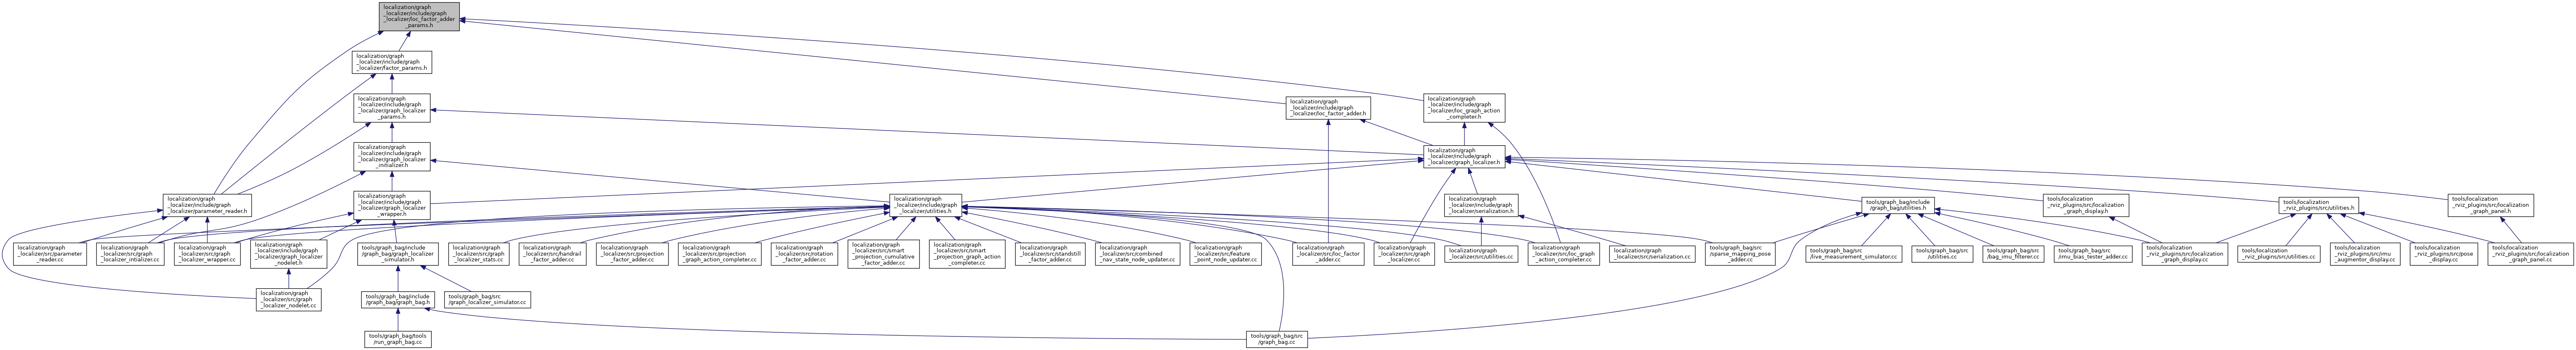 localization/graph
_localizer/include/graph
_localizer/loc_factor_adder
_params.h
localization/graph
_localizer/include/graph
_localizer/factor_params.h
localization/graph
_localizer/include/graph
_localizer/graph_localizer
_params.h
localization/graph
_localizer/include/graph
_localizer/loc_factor_adder.h
localization/graph
_localizer/include/graph
_localizer/loc_graph_action
_completer.h
localization/graph
_localizer/include/graph
_localizer/graph_localizer
_initializer.h
localization/graph
_localizer/include/graph
_localizer/graph_localizer.h
localization/graph
_localizer/include/graph
_localizer/parameter_reader.h
localization/graph
_localizer/include/graph
_localizer/graph_localizer
_wrapper.h
localization/graph
_localizer/include/graph
_localizer/utilities.h
localization/graph
_localizer/include/graph
_localizer/serialization.h
tools/graph_bag/include
/graph_bag/utilities.h
tools/localization
_rviz_plugins/src/localization
_graph_display.h
tools/localization
_rviz_plugins/src/utilities.h
tools/localization
_rviz_plugins/src/localization
_graph_panel.h
localization/graph
_localizer/src/parameter
_reader.cc
localization/graph
_localizer/src/graph
_localizer_initializer.cc
localization/graph
_localizer/src/graph
_localizer_wrapper.cc
localization/graph
_localizer/include/graph
_localizer/graph_localizer
_nodelet.h
tools/graph_bag/include
/graph_bag/graph_localizer
_simulator.h
localization/graph
_localizer/src/graph
_localizer_stats.cc
localization/graph
_localizer/src/handrail
_factor_adder.cc
localization/graph
_localizer/src/projection
_factor_adder.cc
localization/graph
_localizer/src/projection
_graph_action_completer.cc
localization/graph
_localizer/src/rotation
_factor_adder.cc
localization/graph
_localizer/src/smart
_projection_cumulative
_factor_adder.cc
localization/graph
_localizer/src/smart
_projection_graph_action
_completer.cc
localization/graph
_localizer/src/standstill
_factor_adder.cc
localization/graph
_localizer/src/combined
_nav_state_node_updater.cc
localization/graph
_localizer/src/feature
_point_node_updater.cc
localization/graph
_localizer/src/loc_factor
_adder.cc
localization/graph
_localizer/src/graph
_localizer.cc
localization/graph
_localizer/src/utilities.cc
localization/graph
_localizer/src/loc_graph
_action_completer.cc
localization/graph
_localizer/src/serialization.cc
tools/graph_bag/src
/sparse_mapping_pose
_adder.cc
tools/graph_bag/src
/live_measurement_simulator.cc
tools/graph_bag/src
/utilities.cc
tools/graph_bag/src
/bag_imu_filterer.cc
tools/graph_bag/src
/imu_bias_tester_adder.cc
tools/localization
_rviz_plugins/src/localization
_graph_display.cc
tools/localization
_rviz_plugins/src/utilities.cc
tools/localization
_rviz_plugins/src/imu
_augmentor_display.cc
tools/localization
_rviz_plugins/src/pose
_display.cc
tools/localization
_rviz_plugins/src/localization
_graph_panel.cc
localization/graph
_localizer/src/graph
_localizer_nodelet.cc
tools/graph_bag/include
/graph_bag/graph_bag.h
tools/graph_bag/src
/graph_localizer_simulator.cc
tools/graph_bag/tools
/run_graph_bag.cc
tools/graph_bag/src
/graph_bag.cc